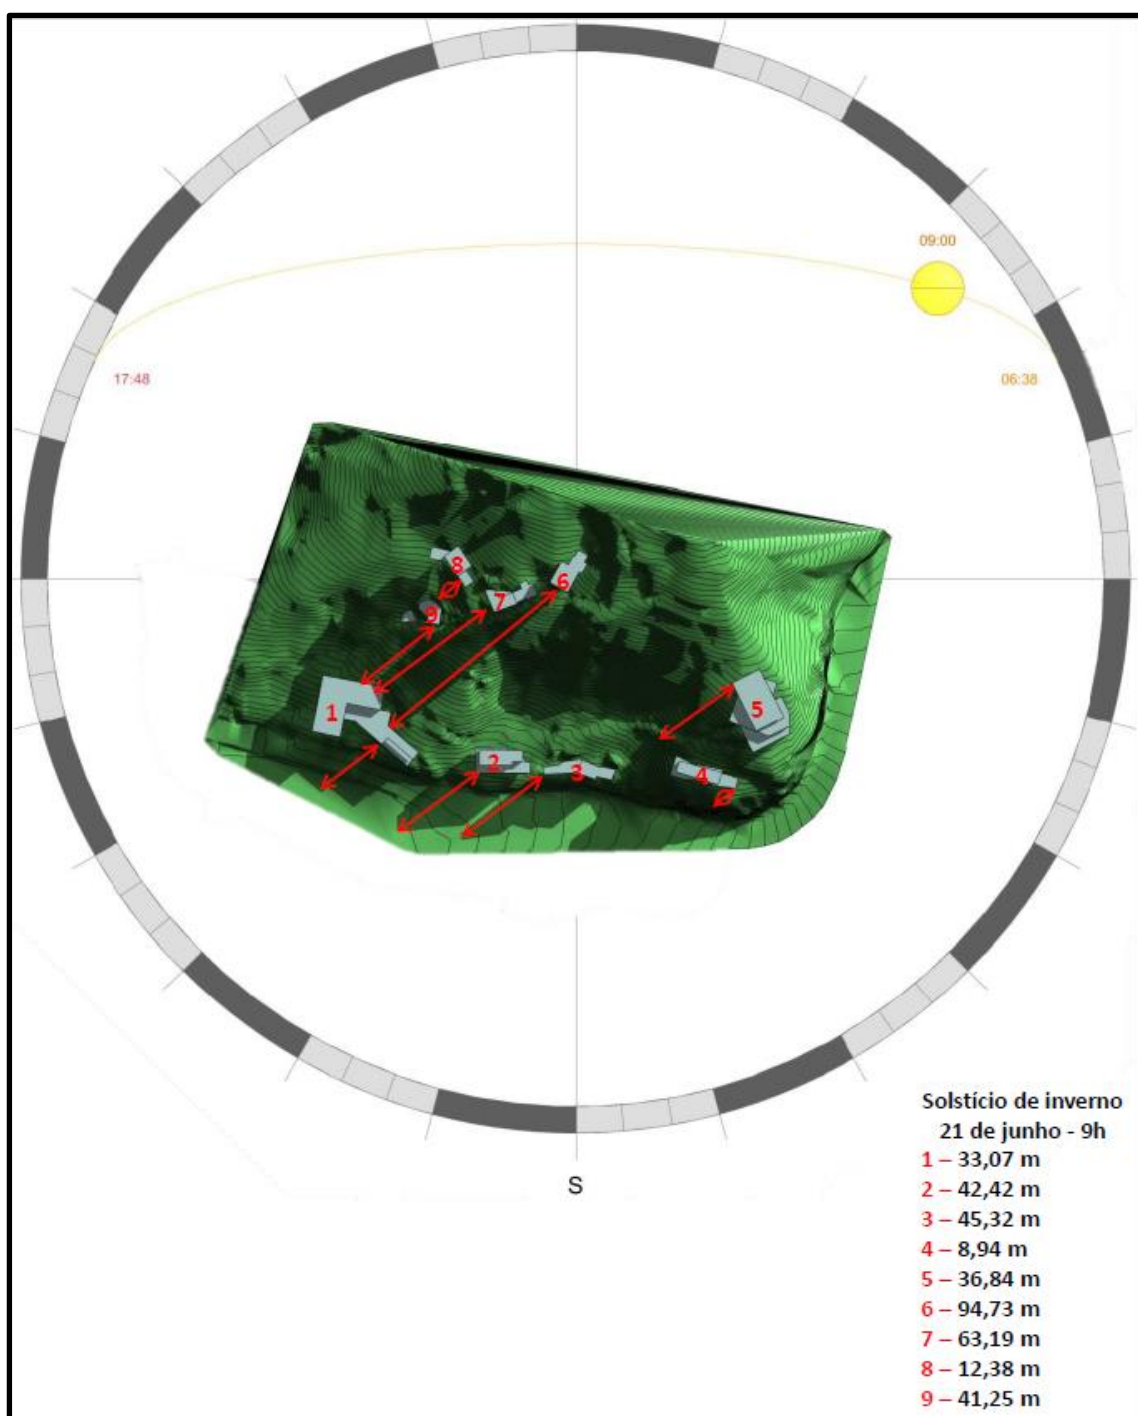 09:00
17:48
06:38
8
6
7
9
1
5
2
3
4
S
Solstício de inverno
21 de junho - 9h
1 – 33,07 m
2 – 42,42 m
3 – 45,32 m
4 – 8,94 m
5 – 36,84 m
6 – 94,73 m
7 – 63,19 m
8 – 12,38 m
9 – 41,25 m